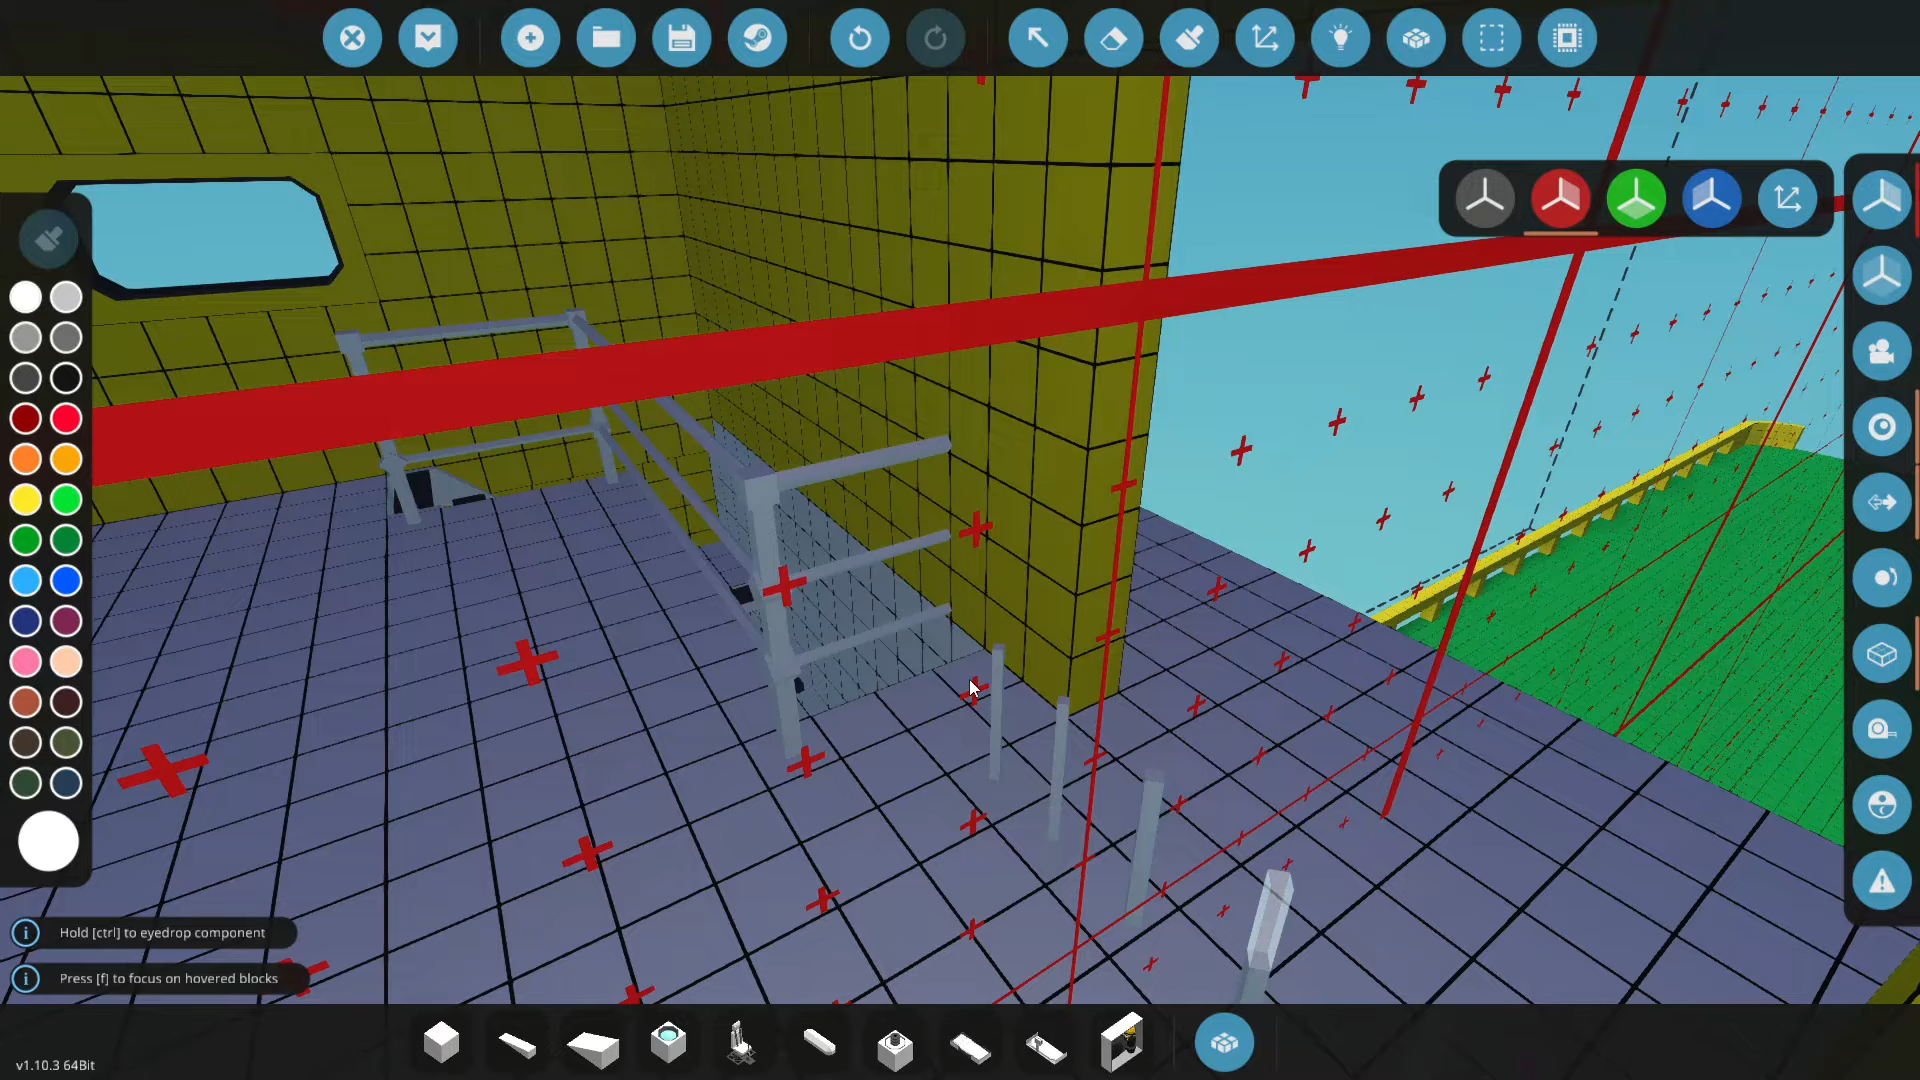 Hold [ctrl] to eyedrop component
Press [f] to focus on hovered blocks
v1.10.3 64Bit